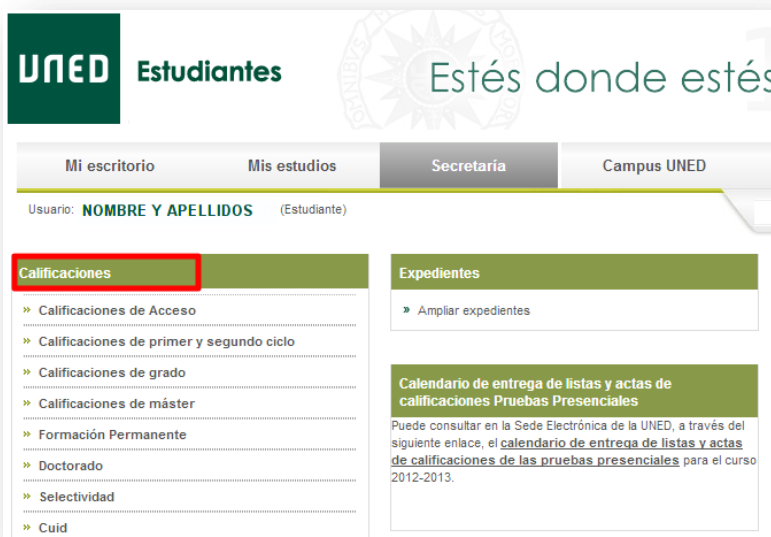 UNED Estudiantes
Estés donde estés
Mi escritorio Mis estudios Secretaría Campus UNED
Usuario: NOMBRE Y APELLIDOS (Estudiante)
Calificaciones
» Calificaciones de Acceso
» Calificaciones de primer y segundo ciclo
» Calificaciones de grado
» Calificaciones de máster
» Formación Permanente
» Doctorado
» Selectividad
» Cuid
Expedientes
» Ampliar expedientes
Calendario de entrega de listas y actas de
calificaciones Pruebas Presenciales
Puede consultar en la Sede Electrónica de la UNED, a través del
siguiente enlace, el calendario de entrega de listas y actas
de calificaciones de las pruebas presenciales para el curso
2012-2013.